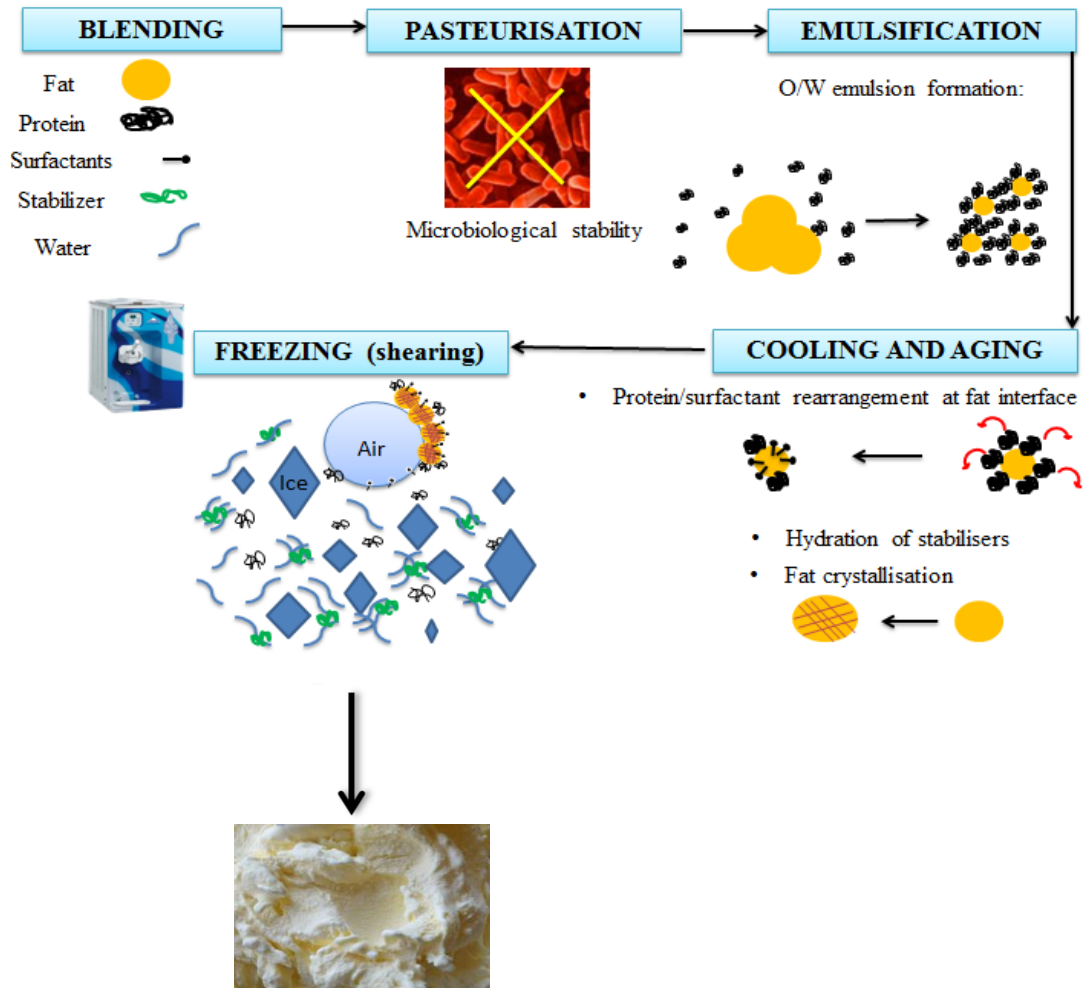 BLENDING
PASTEURISATION
EMULSIFICATION
Fat
Protein
Surfactants
Stabilizer
Water
Microbiological stability
O/W emulsion formation:
FREEZING (shearing)
COOLING AND AGING
• Protein/surfactant rearrangement at fat interface
Air
Ice
• Hydration of stabilisers
• Fat crystallisation